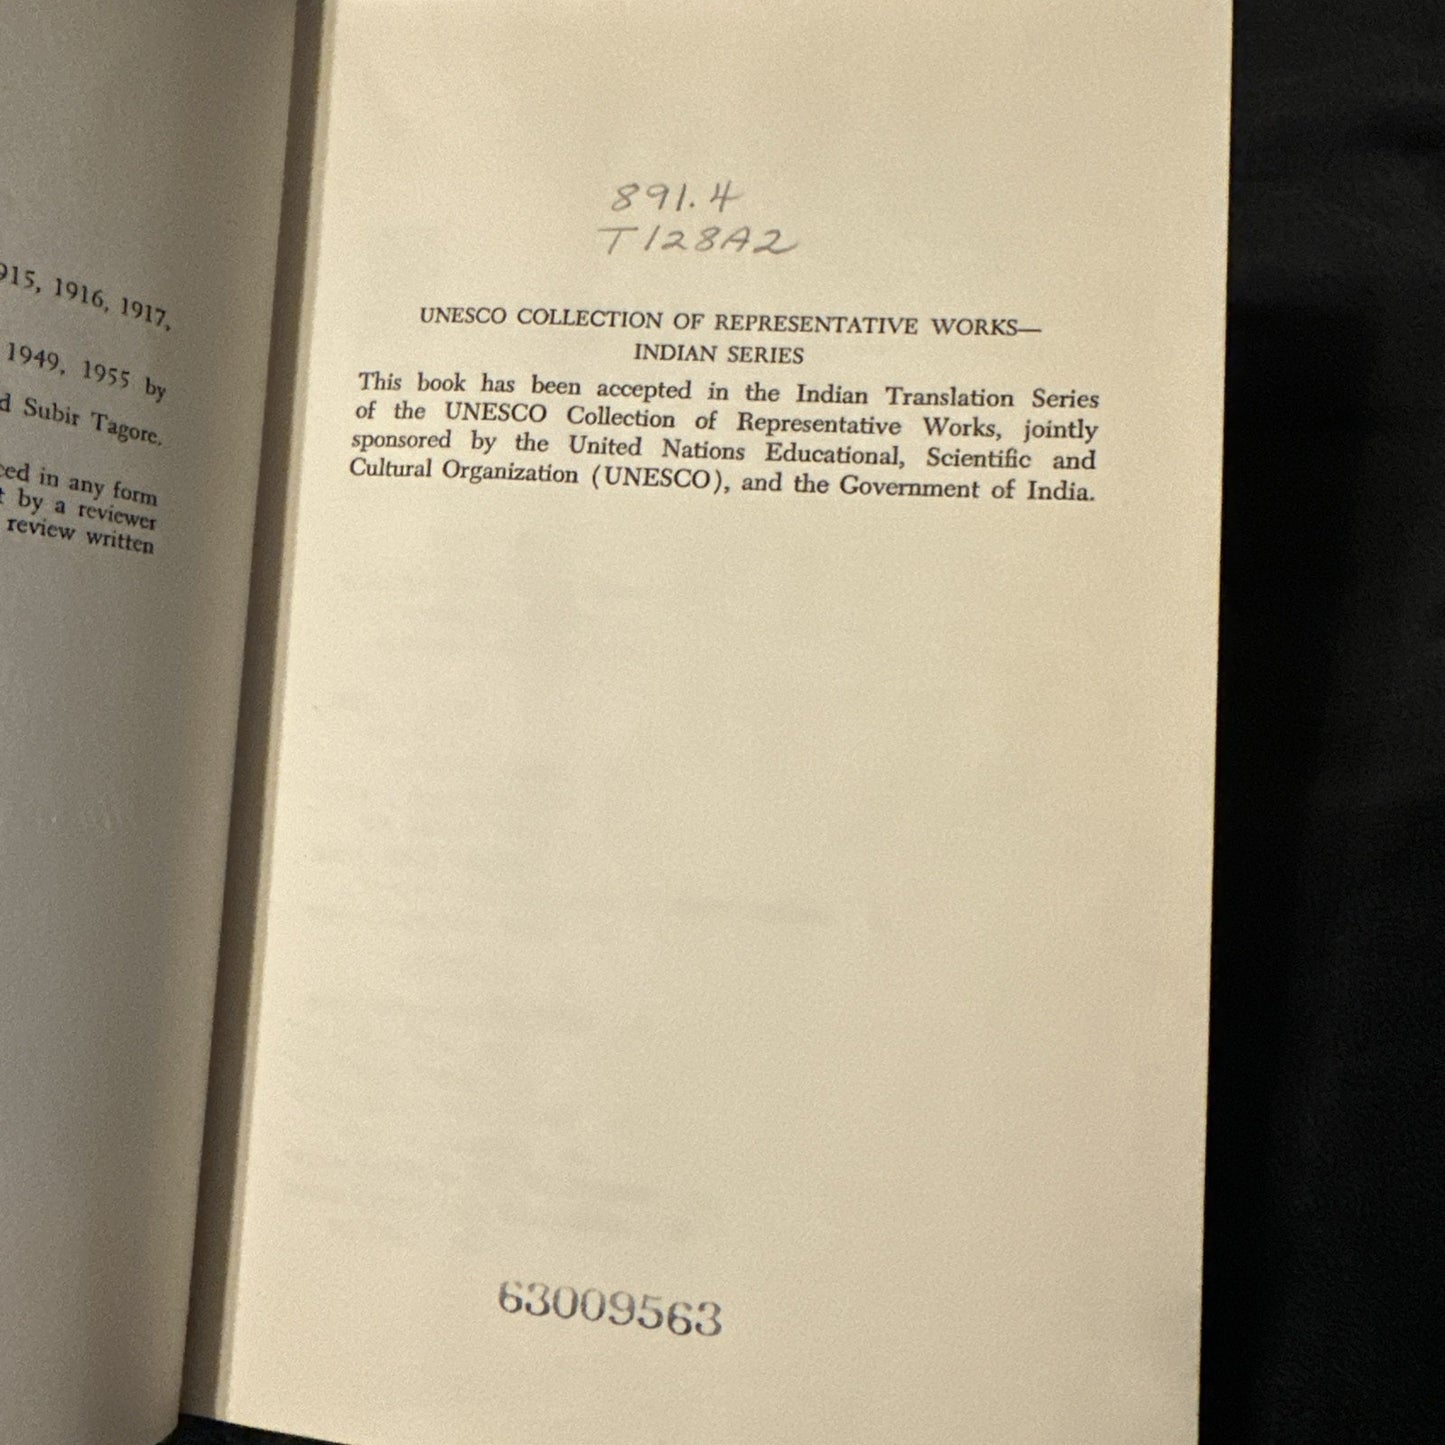 1915, 1916, 1917,
1949, 1955 by
Subir Tagore.
in any form
by a reviewer
review written
891.4
T128A2
UNESCO COLLECTION OF REPRESENTATIVE WORKS—
INDIAN SERIES
This book has been accepted in the Indian Translation Series
of the UNESCO Collection of Representative Works, jointly
sponsored by the United Nations Educational, Scientific and
Cultural Organization (UNESCO), and the Government of India.
63009563